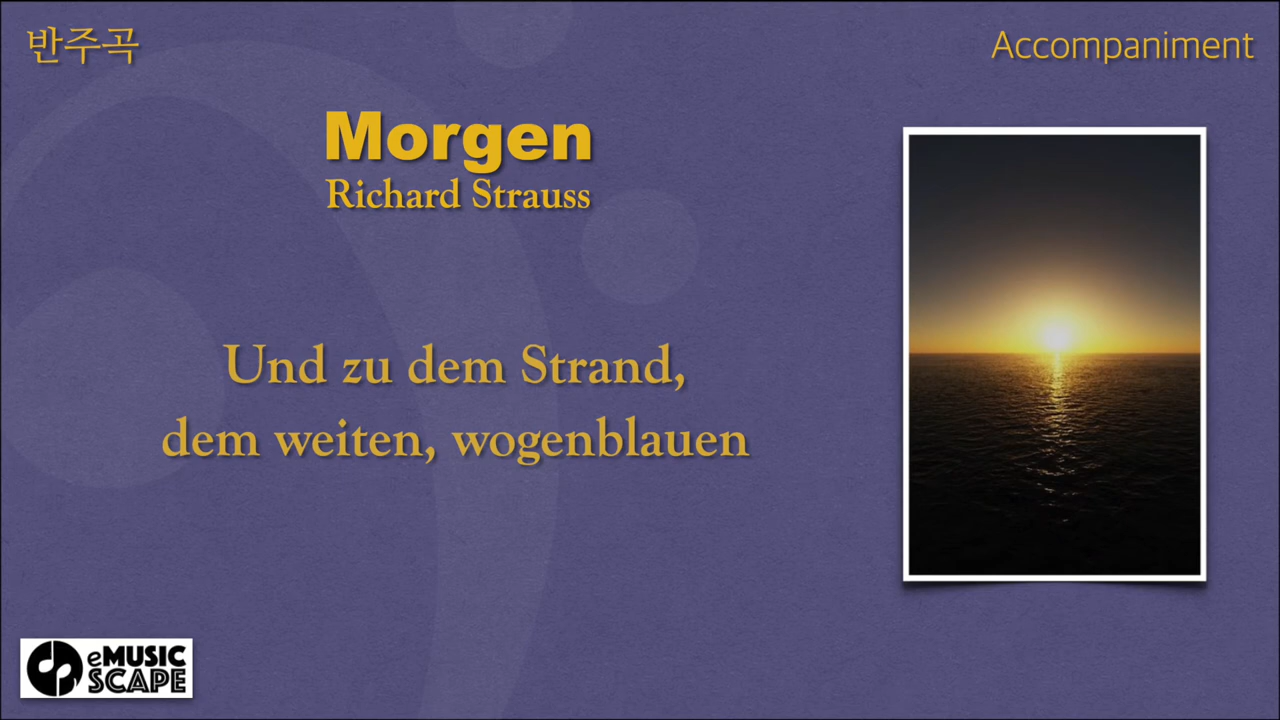 반주곡
Accompaniment
Morgen
Richard Strauss
Und zu dem Strand,
dem weiten, wogenblauen
eMUSIC
SCAPE